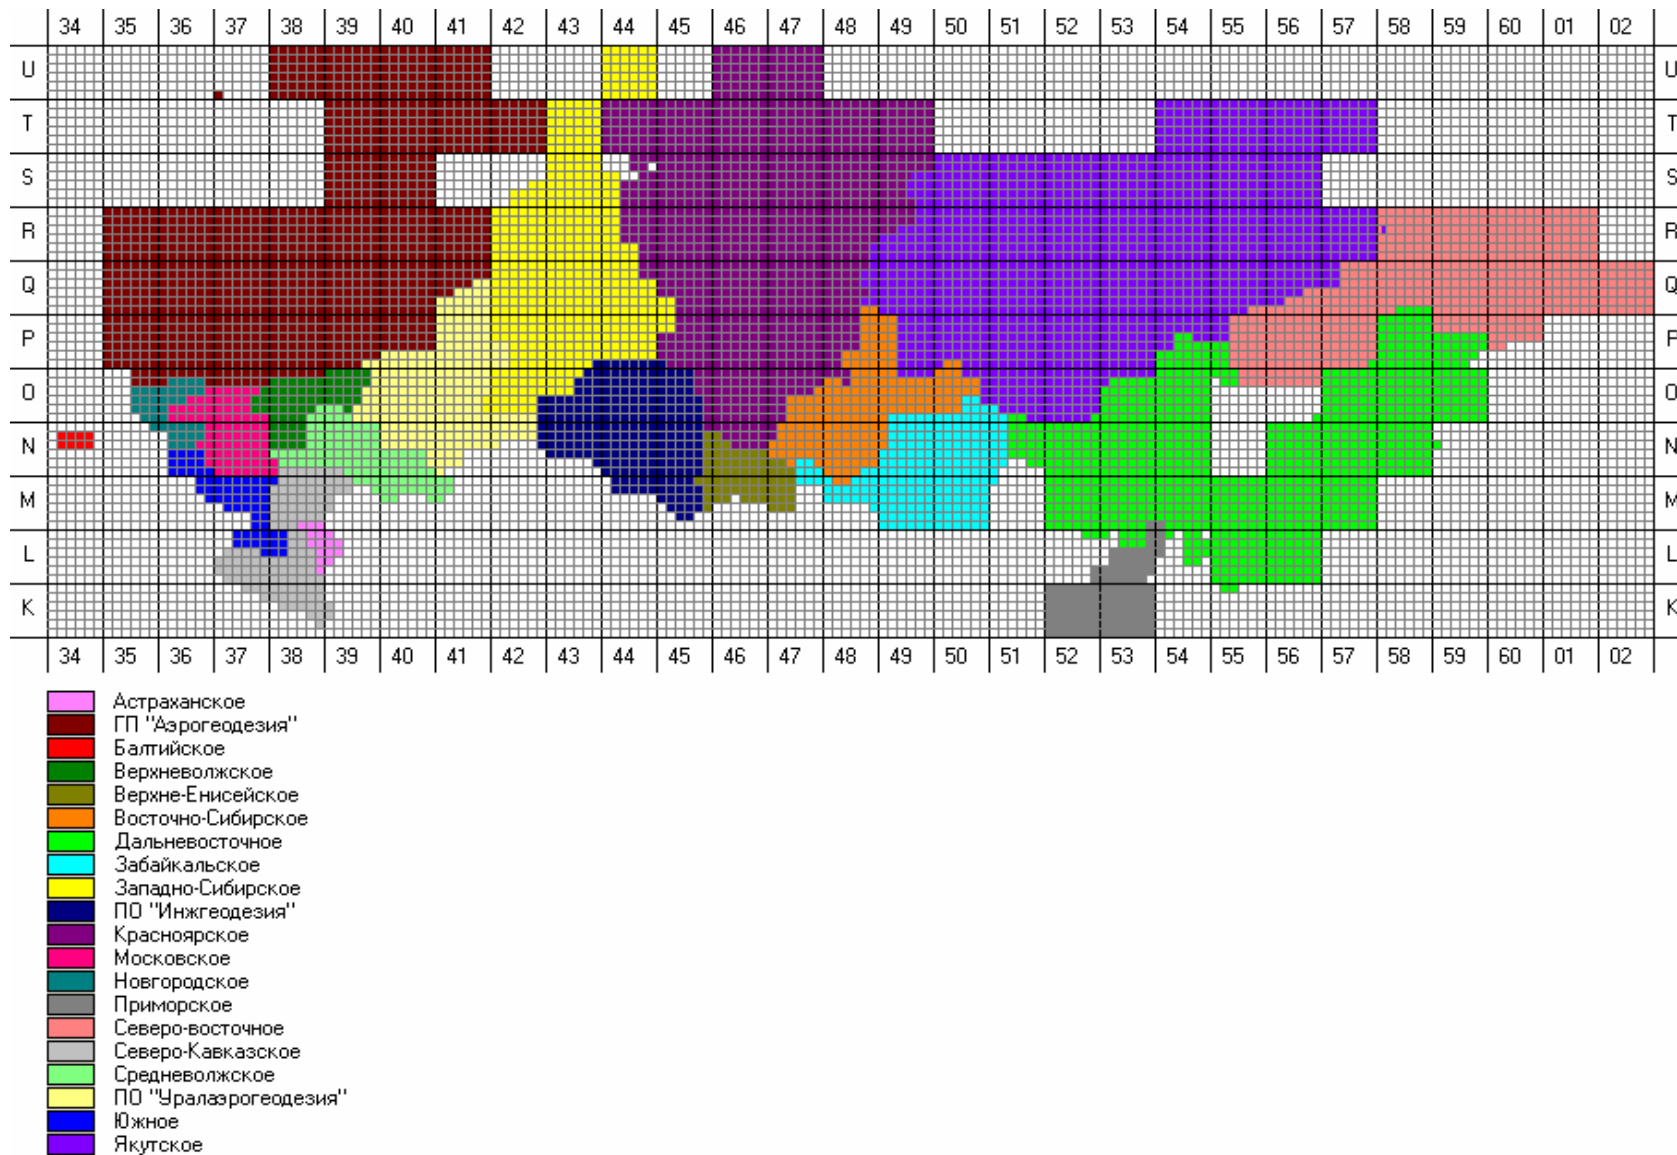 34 35 36 37 38 39 40 41 42 43 44 45 46 47 48 49 50 51 52 53 54 55 56 57 58 59 60 01 02
U U
T T
S S
R R
Q Q
P P
O O
N N
M M
L L
K K
34 35 36 37 38 39 40 41 42 43 44 45 46 47 48 49 50 51 52 53 54 55 56 57 58 59 60 01 02
Астраханское
ГП "Аэрогеодезия"
Балтийское
Верхневолжское
Верхне-Енисейское
Восточно-Сибирское
Дальневосточное
Забайкальское
Западно-Сибирское
ПО "Инжгеодезия"
Красноярское
Московское
Новгородское
Приморское
Северо-восточное
Северо-Кавказское
Средневолжское
ПО "Уралаэрогеодезия"
Южное
Якутское